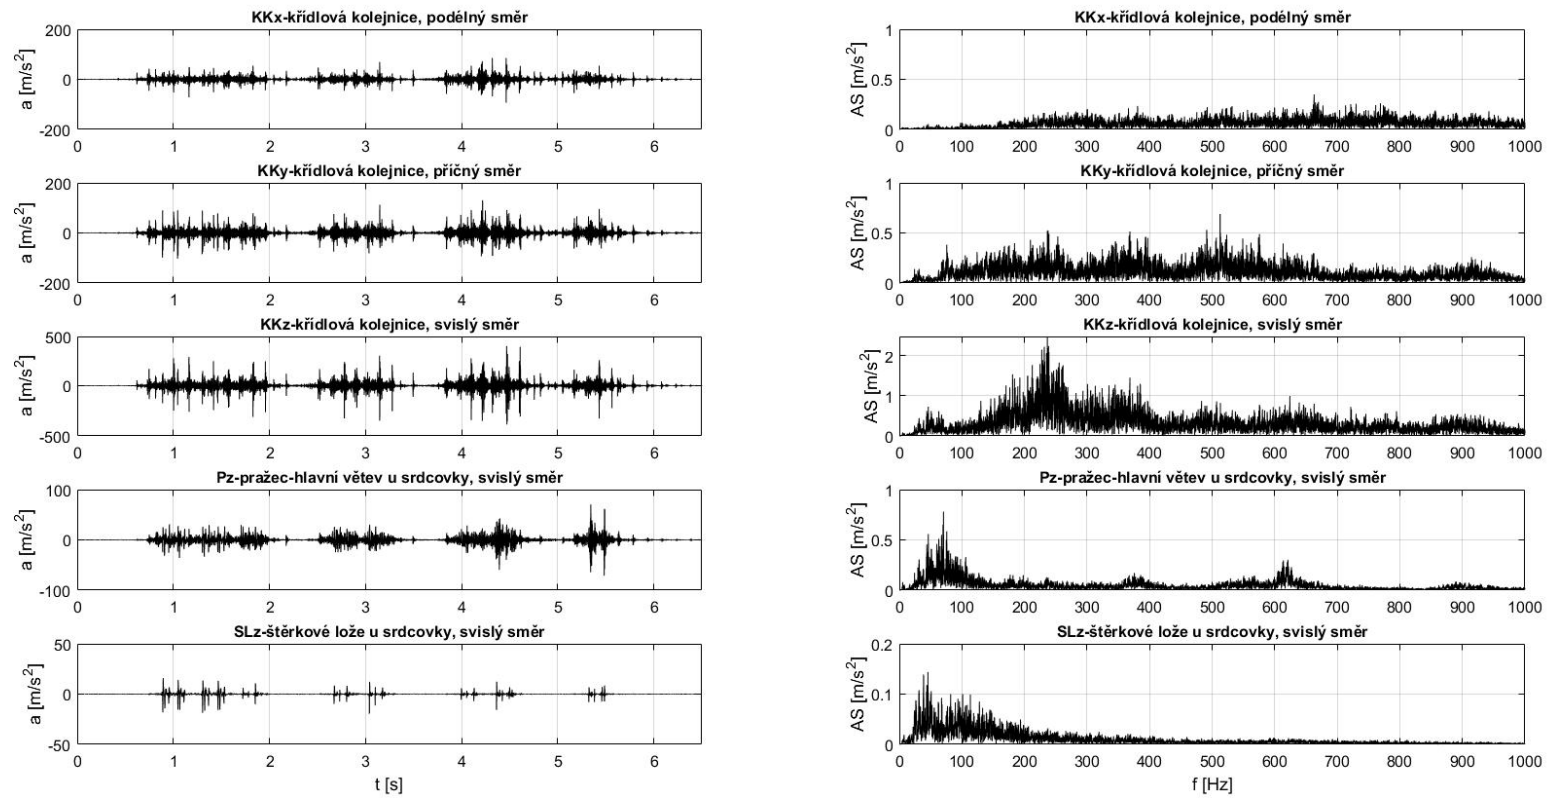 KKx-křídlová kolejnice, podélný směr
200
0
-200
a [m/s²]
0 1 2 3 4 5 6
KKy-křídlová kolejnice, příčný směr
200
0
-200
a [m/s²]
0 1 2 3 4 5 6
KKz-křídlová kolejnice, svislý směr
500
0
-500
a [m/s²]
0 1 2 3 4 5 6
Pz-pražec-hlavní větev u srdcovky, svislý směr
100
0
-100
a [m/s²]
0 1 2 3 4 5 6
SLz-štěrkové lože u srdcovky, svislý směr
50
0
-50
a [m/s²]
0 1 2 3 4 5 6
t [s]
KKx-křídlová kolejnice, podélný směr
1
0.5
0
AS [m/s²]
0 100 200 300 400 500 600 700 800 900 1000
KKy-křídlová kolejnice, příčný směr
1
0.5
0
AS [m/s²]
0 100 200 300 400 500 600 700 800 900 1000
KKz-křídlová kolejnice, svislý směr
2
1
0
AS [m/s²]
0 100 200 300 400 500 600 700 800 900 1000
Pz-pražec-hlavní větev u srdcovky, svislý směr
1
0.5
0
AS [m/s²]
0 100 200 300 400 500 600 700 800 900 1000
SLz-štěrkové lože u srdcovky, svislý směr
0.2
0.1
0
AS [m/s²]
0 100 200 300 400 500 600 700 800 900 1000
f [Hz]